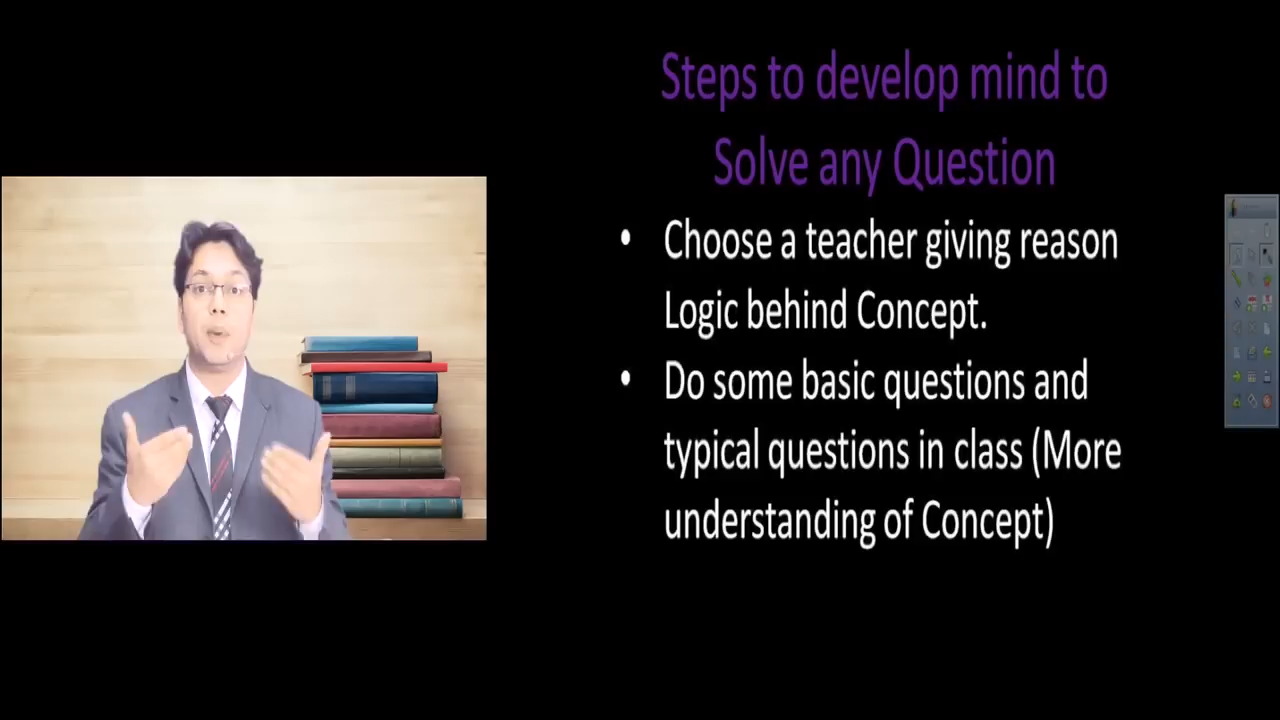 Steps to develop mind to
Solve any Question
• Choose a teacher giving reason
Logic behind Concept.
• Do some basic questions and
typical questions in class (More
understanding of Concept)